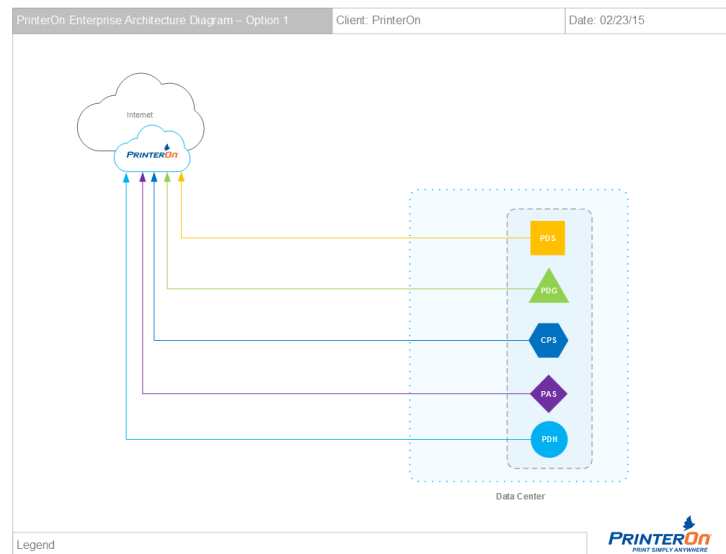 PrinterOn Enterprise Architecture Diagram – Option 1
Client: PrinterOn
Date: 02/23/15
Internet
PRINTERON
PDS
PDG
CPS
PAS
PDH
Data Center
Legend
PRINTERON
PRINT SIMPLY ANYWHERE